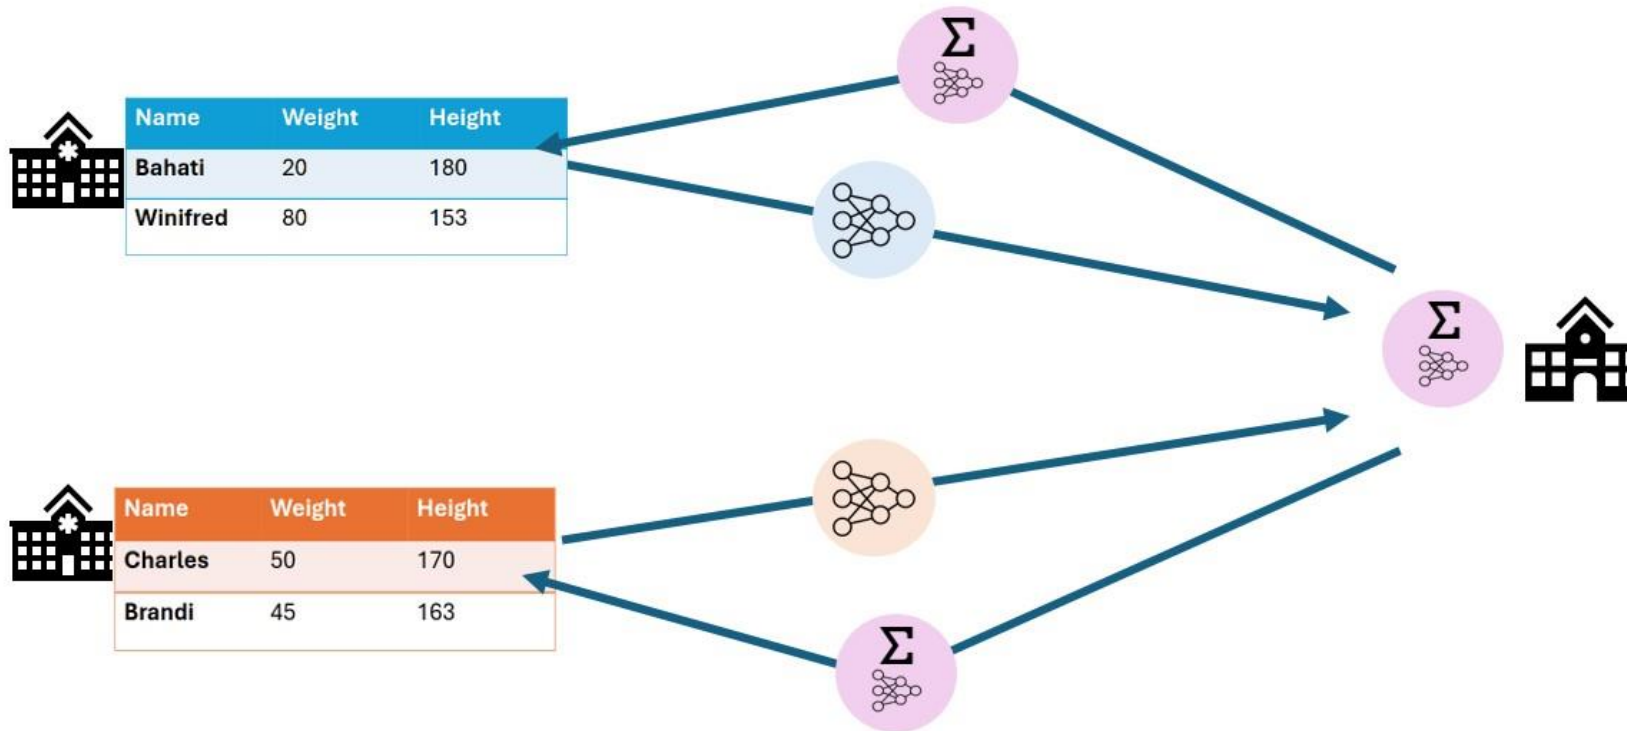 Σ
Name Weight Height
Bahati 20 180
Winifred 80 153
Σ
Name Weight Height
Charles 50 170
Brandi 45 163
Σ